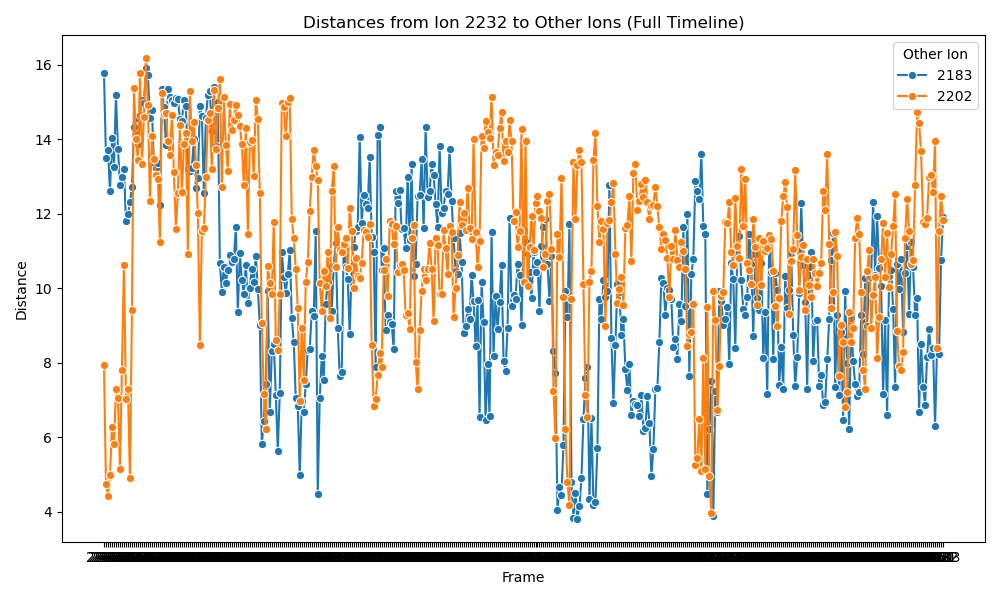 Distances from Ion 2232 to Other Ions (Full Timeline)
Other Ion
2183
2202
16
14
12
10
8
6
4
Distance
Frame